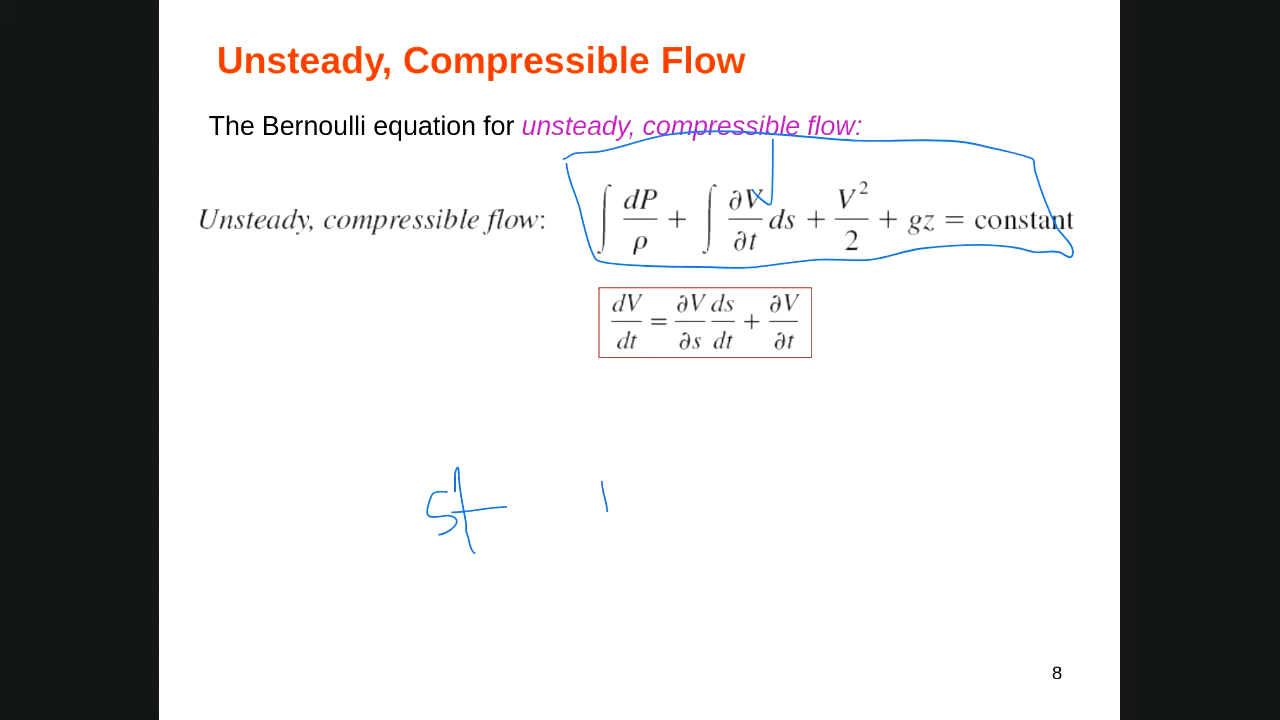 Unsteady, Compressible Flow
The Bernoulli equation for unsteady, compressible flow:
Unsteady, compressible flow: ∫ dP/ρ + ∫ ∂V/∂t ds + V²/2 + gz = constant
dV/dt = ∂V/∂s ds/dt + ∂V/∂t
8